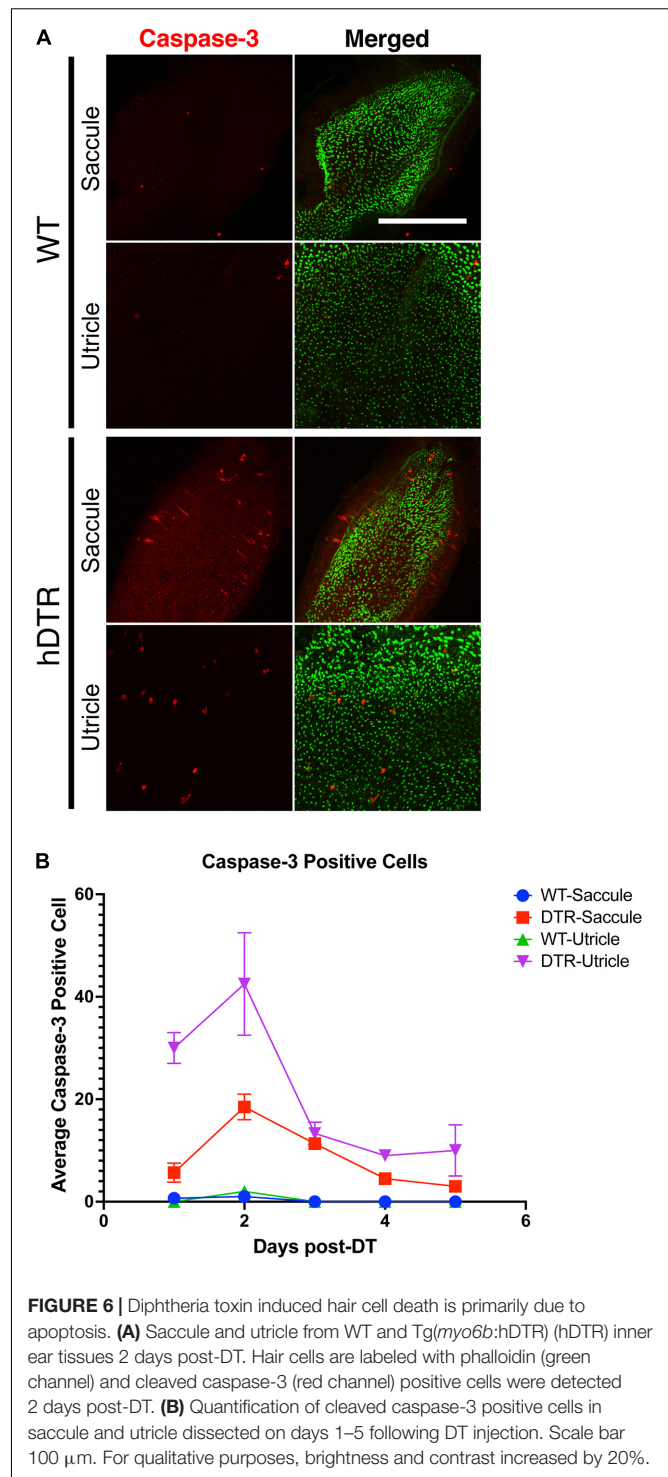 A
Caspase-3 Merged
WT
Saccule
Utricle
hDTR
Saccule
Utricle
B
Caspase-3 Positive Cells
Average Caspase-3 Positive Cell
60
40
20
0
0 2 4 6
Days post-DT
WT-Saccule
DTR-Saccule
WT-Utricle
DTR-Utricle
FIGURE 6 | Diphtheria toxin induced hair cell death is primarily due to
apoptosis. (A) Saccule and utricle from WT and Tg(myo6b:hDTR) (hDTR) inner
ear tissues 2 days post-DT. Hair cells are labeled with phalloidin (green
channel) and cleaved caspase-3 (red channel) positive cells were detected
2 days post-DT. (B) Quantification of cleaved caspase-3 positive cells in
saccule and utricle dissected on days 1–5 following DT injection. Scale bar
100 μm. For qualitative purposes, brightness and contrast increased by 20%.